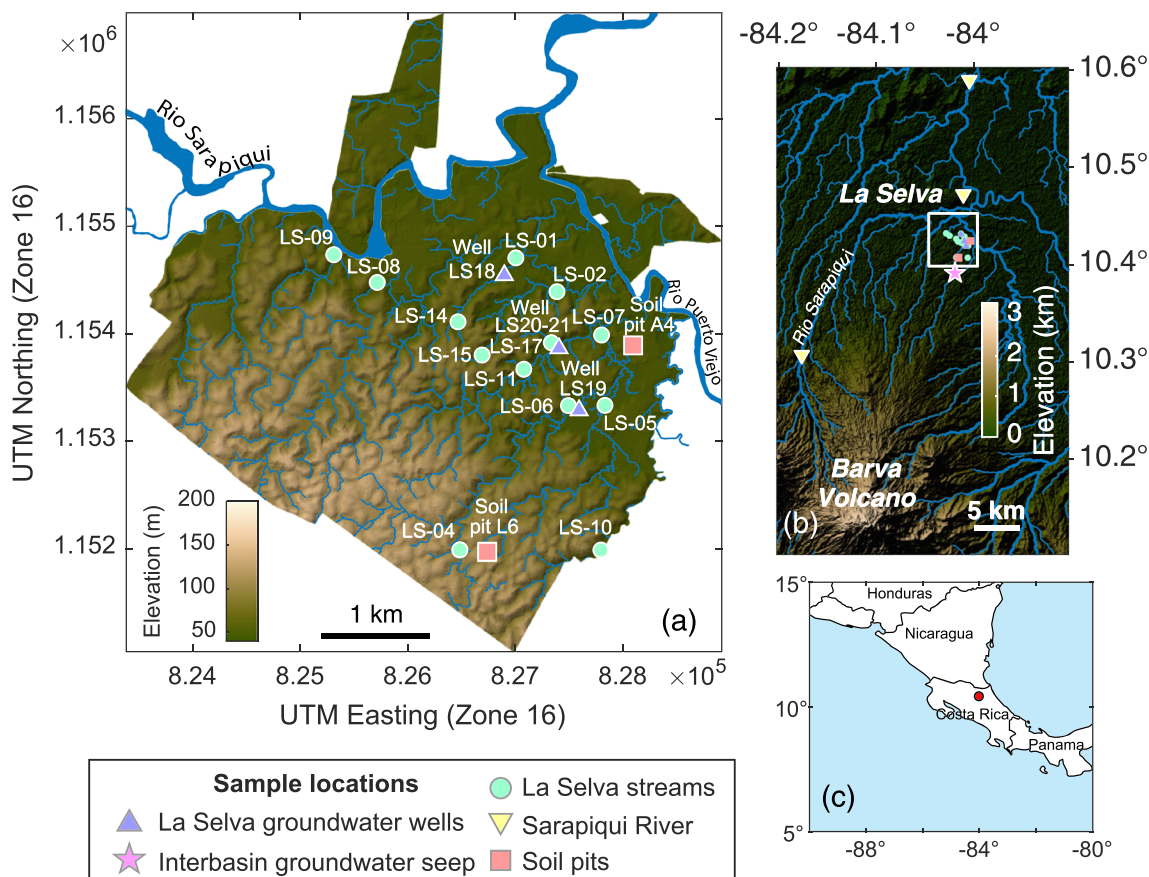 ×10⁶
1.156
1.155
1.154
1.153
1.152
UTM Northing (Zone 16)
Rio Sarapiqui
LS-09
LS-08
Well
LS18
LS-01
LS-02
LS-14
Well
LS20-21
LS-07
Soil
pit A4
Rio Puerto Viejo
LS-15
LS-17
LS-11
Well
LS19
LS-06
LS-05
LS-04
Soil
pit L6
LS-10
Elevation (m)
200
150
100
50
1 km
(a)
8.24
8.25
8.26
8.27
8.28
×10⁵
UTM Easting (Zone 16)
-84.2°
-84.1°
-84°
10.6°
10.5°
10.4°
10.3°
10.2°
La Selva
Rio Sarapiqui
3
2
1
0
Elevation (km)
Barva
Volcano
5 km
(b)
15°
10°
5°
Honduras
Nicaragua
Costa Rica
Panama
(c)
-88°
-84°
-80°
Sample locations
La Selva groundwater wells
Interbasin groundwater seep
La Selva streams
Sarapiqui River
Soil pits